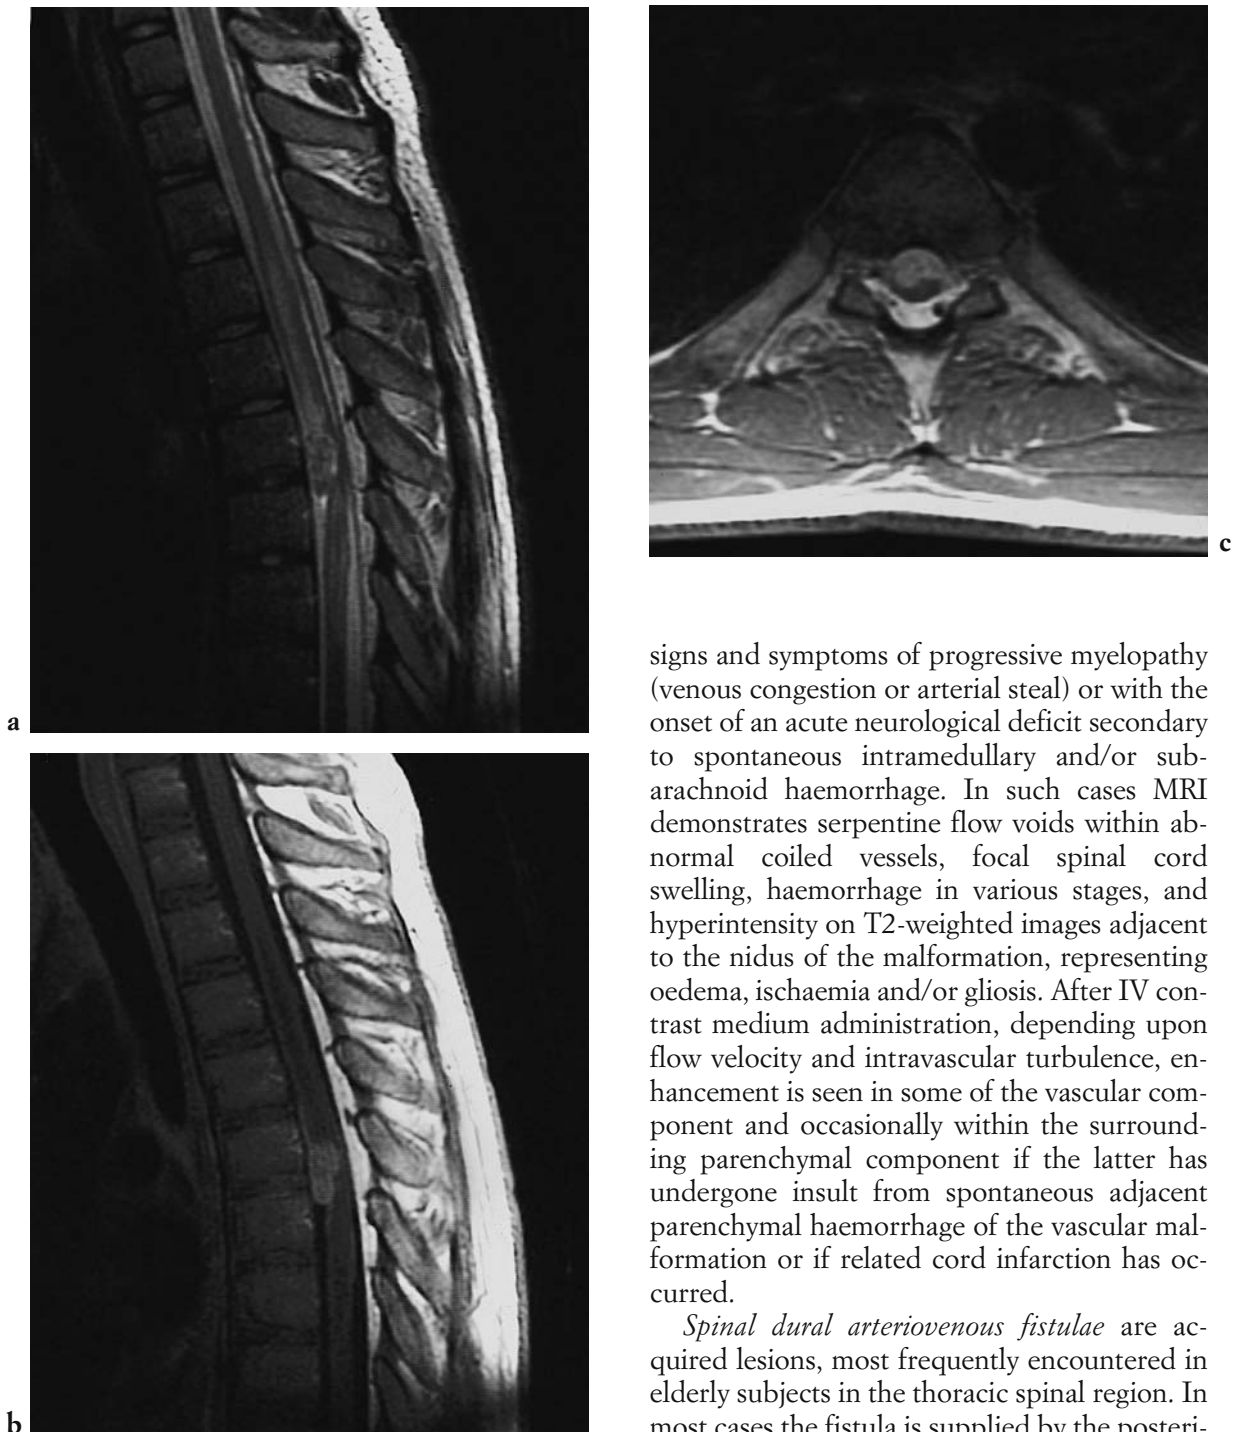 a
b
c
signs and symptoms of progressive myelopathy
(venous congestion or arterial steal) or with the
onset of an acute neurological deficit secondary
to spontaneous intramedullary and/or sub-
arachnoid haemorrhage. In such cases MRI
demonstrates serpentine flow voids within ab-
normal coiled vessels, focal spinal cord
swelling, haemorrhage in various stages, and
hyperintensity on T2-weighted images adjacent
to the nidus of the malformation, representing
oedema, ischaemia and/or gliosis. After IV con-
trast medium administration, depending upon
flow velocity and intravascular turbulence, en-
hancement is seen in some of the vascular com-
ponent and occasionally within the surround-
ing parenchymal component if the latter has
undergone insult from spontaneous adjacent
parenchymal haemorrhage of the vascular mal-
formation or if related cord infarction has oc-
curred.
Spinal dural arteriovenous fistulae are ac-
quired lesions, most frequently encountered in
elderly subjects in the thoracic spinal region. In
most cases the fistula is supplied by the posteri-